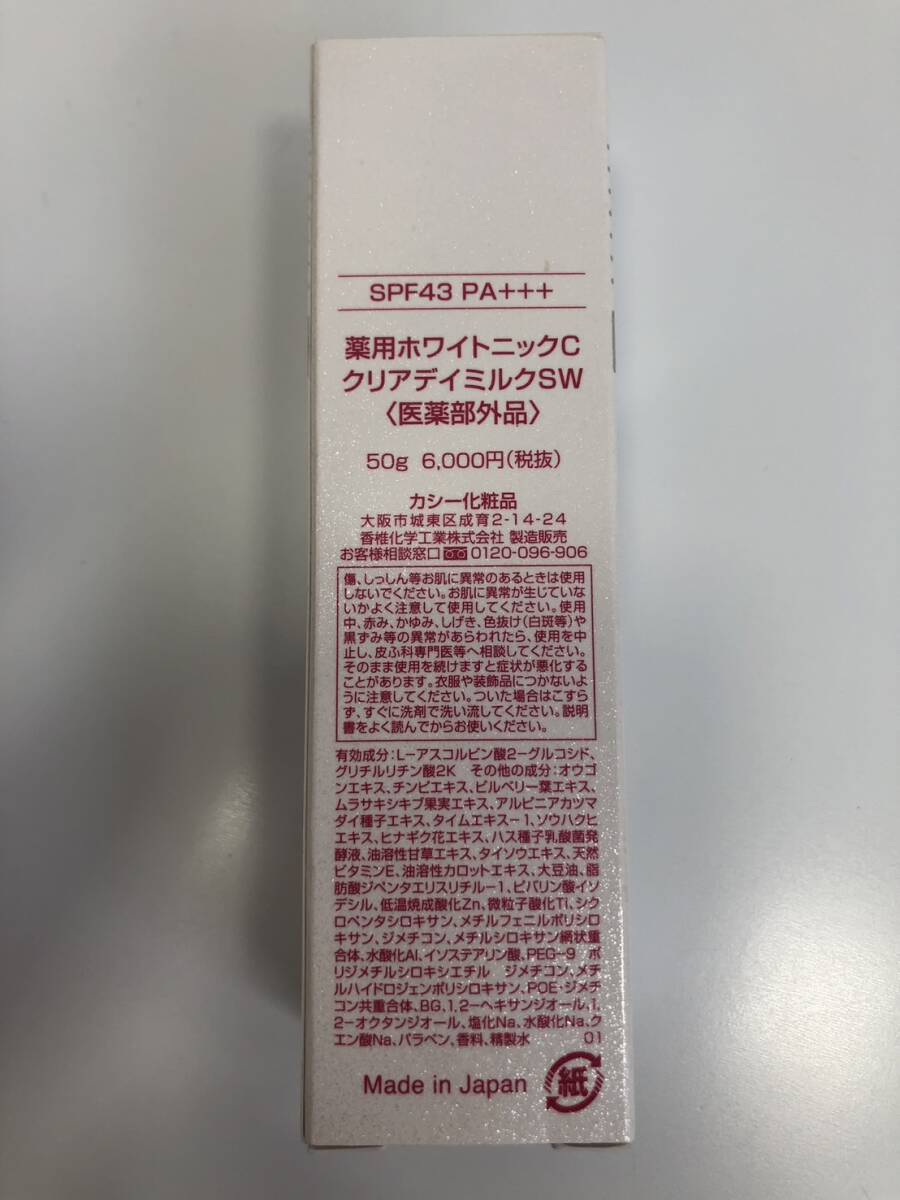 SPF43 PA+++
薬用ホワイトニックC
クリアデイミルクSW
〈医薬部外品〉
50g 6,000円(税抜)
カシー化粧品
大阪市城東区成育2-14-24
香椎化学工業株式会社 製造販売
お客様相談窓口 0120-096-906
傷、しっしん等お肌に異常のあるときは使用
しないでください。お肌に異常が生じていな
いかよく注意して使用してください。使用
中、赤み、かゆみ、しげき、色抜け(白斑等)や
黒ずみ等の異常があらわれたら、使用を中
止し、皮ふ科専門医等へ相談してください。
そのまま使用を続けますと症状が悪化する
ことがあります。衣服や装飾品につかないよ
うに注意してください。ついた場合はこすら
ず、すぐに洗剤で洗い流してください。説明
書をよく読んでからお使いください。
有効成分:L-アスコルビン酸2-グルコシド、
グリチルリチン酸2K その他の成分:オウゴ
ンエキス、チンピエキス、ビルベリー葉エキス、
ムラサキシキブ果実エキス、アルピニアカツマ
ダイ種子エキス、タイムエキス-1、ソウハクヒ
エキス、ヒナギク花エキス、ハス種子乳酸菌発
酵液、油溶性甘草エキス、タイソウエキス、天然
ビタミンE、油溶性カロットエキス、大豆油、脂
肪酸ジペンタエリスリチル-1、ピバリン酸イソ
デシル、低温焼成酸化Zn、微粒子酸化Ti、シク
ロペンタシロキサン、メチルフェニルポリシロ
キサン、ジメチコン、メチルシロキサン網状重
合体、水酸化Al、イソステアリン酸、PEG-9 ポ
リジメチルシロキシエチル ジメチコン、メチ
ルハイドロジェンポリシロキサン、POE・ジメチ
コン共重合体、BG、1,2-ヘキサンジオール、1,
2-オクタンジオール、塩化Na、水酸化Na、ク
エン酸Na、パラベン、香料、精製水 01
Made in Japan 紙